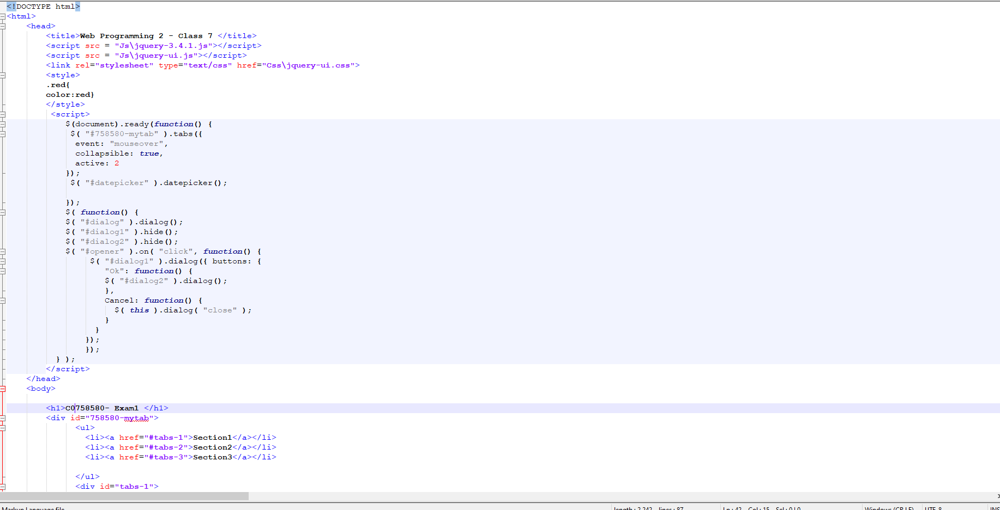 <!DOCTYPE html>
<html>
<head>
<title>Web Programming 2 - Class 7 </title>
<script src = "Js\jquery-3.4.1.js"></script>
<script src = "Js\jquery-ui.js"></script>
<link rel="stylesheet" type="text/css" href="Css\jquery-ui.css">
<style>
.red{
color:red}
</style>
<script>
$(document).ready(function() {
$( "#758580-mytab" ).tabs({
event: "mouseover",
collapsible: true,
active: 2
});
$( "#datepicker" ).datepicker();
});
$( function() {
$( "#dialog" ).dialog();
$( "#dialog1" ).hide();
$( "#dialog2" ).hide();
$( "#opener" ).on( "click", function() {
$( "#dialog1" ).dialog({ buttons: {
"Ok": function() {
$( "#dialog2" ).dialog();
},
Cancel: function() {
$( this ).dialog( "close" );
}
}
});
});
} );
</script>
</head>
<body>
<h1>C0758580- Exam1 </h1>
<div id="758580-mytab">
<ul>
<li><a href="#tabs-1">Section1</a></li>
<li><a href="#tabs-2">Section2</a></li>
<li><a href="#tabs-3">Section3</a></li>
</ul>
<div id="tabs-1">
Markup Language file length : 2,242 lines : 87 Ln : 42 Col : 15 Sel : 0 | 0 Windows (CR LF) UTF-8 INS